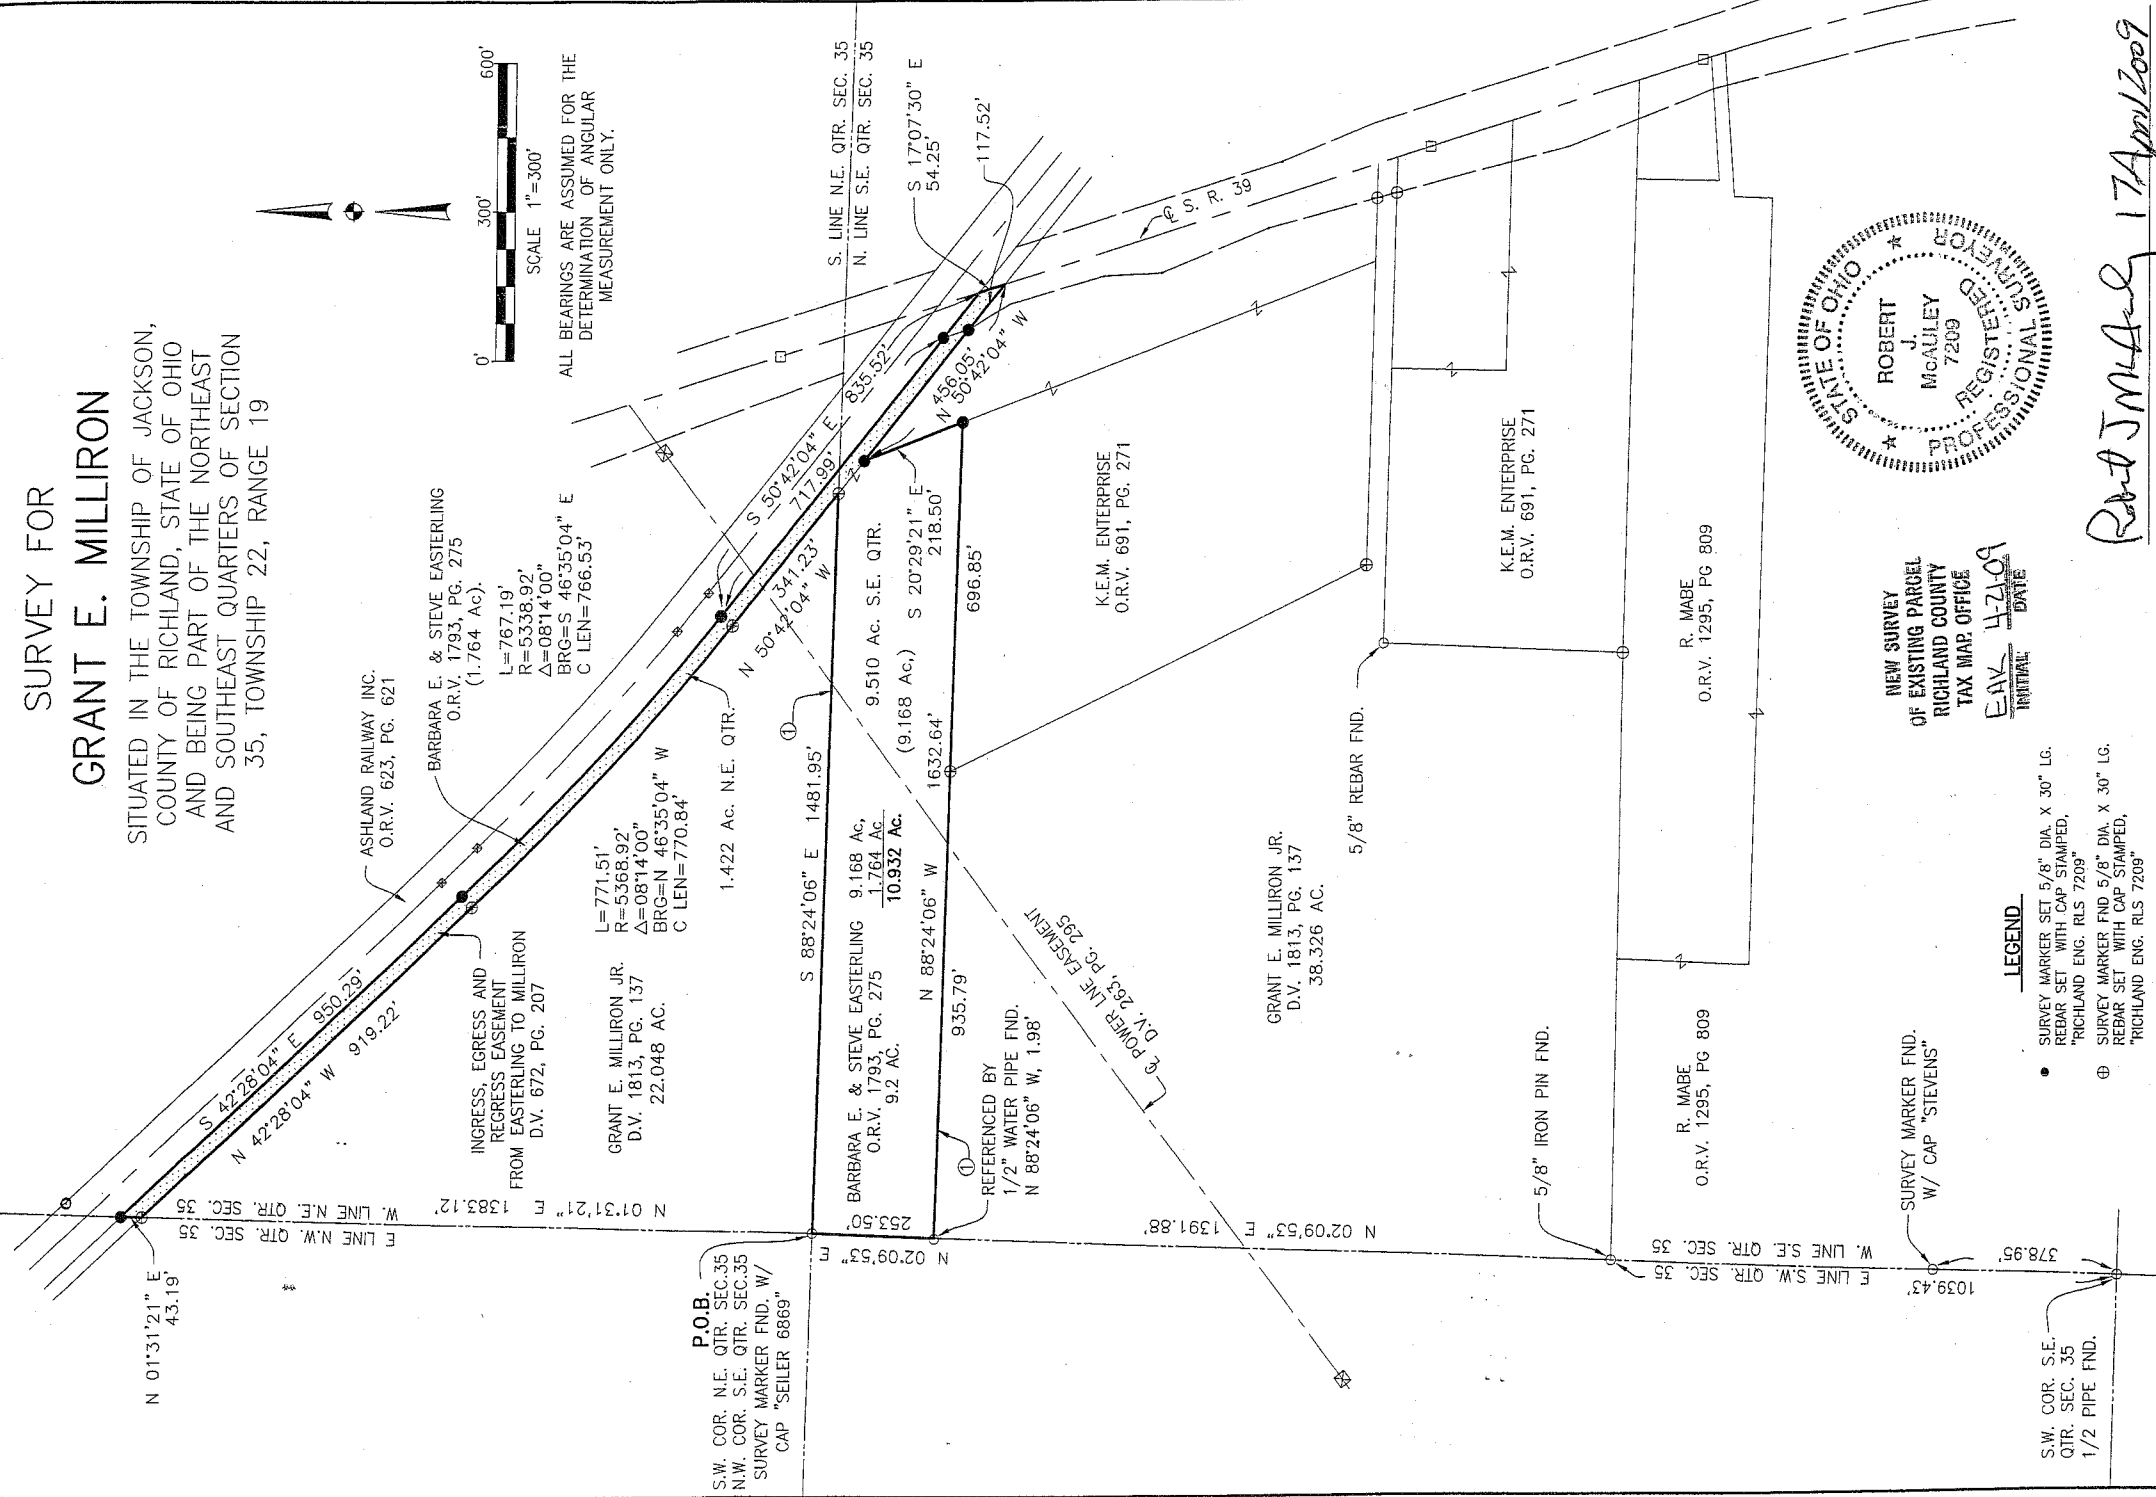 SURVEY FOR
GRANT E. MILLIRON
SITUATED IN THE TOWNSHIP OF JACKSON,
COUNTY OF RICHLAND, STATE OF OHIO
AND BEING PART OF THE NORTHEAST
AND SOUTHEAST QUARTERS OF SECTION
35, TOWNSHIP 22, RANGE 19
0' 300' 600'
SCALE 1"=300'
ALL BEARINGS ARE ASSUMED FOR THE
DETERMINATION OF ANGULAR
MEASUREMENT ONLY.
N 01°31'21" E
43.19'
ASHLAND RAILWAY INC.
O.R.V. 623, PG. 621
BARBARA E. & STEVE EASTERLING
O.R.V. 1793, PG. 275
(1.764 Ac).
L=767.19'
R=5338.92'
Δ=08°14'00"
BRG=S 46°35'04" E
C LEN=766.53'
S 42°28'04" E 950.29'
N 42°28'04" W 919.22'
W. LINE N.E. QTR. SEC. 35
E LINE N.W. QTR. SEC. 35
N 01°31'21" E 1383.12'
INGRESS, EGRESS AND
REGRESS EASEMENT
FROM EASTERLING TO MILLIRON
D.V. 672, PG. 207
L=771.51'
R=5368.92'
Δ=08°14'00"
BRG=N 46°35'04" W
C LEN=770.84'
GRANT E. MILLIRON JR.
D.V. 1813, PG. 137
22.048 AC.
1.422 Ac. N.E. QTR.
N 50°42'04" W
341.23'
S 50°42'04" E 835.52'
717.99'
S. LINE N.E. QTR. SEC. 35
N. LINE S.E. QTR. SEC. 35
S 17°07'30" E
54.25'
117.52'
456.05'
N 50°42'04" W
℄ S. R. 39
P.O.B.
S.W. COR. N.E. QTR. SEC.35
N.W. COR. S.E. QTR. SEC.35
SURVEY MARKER FND. W/
CAP "SEILER 6869"
S 88°24'06" E 1481.95'
1
BARBARA E. & STEVE EASTERLING
O.R.V. 1793, PG. 275
9.2 AC.
9.168 Ac,
1.764 Ac
10.932 Ac.
9.510 Ac. S.E. QTR.
(9.168 Ac,)
S 20°29'21" E
218.50'
N 02°09'53" E
253.50'
N 88°24'06" W 1632.64'
935.79'
696.85'
1
REFERENCED BY
1/2" WATER PIPE FND.
N 88°24'06" W, 1.98'
℄ POWER LNE EASEMENT
D.V. 263, PG. 295
K.E.M. ENTERPRISE
O.R.V. 691, PG. 271
N 02°09'53" E 1391.88'
GRANT E. MILLIRON JR.
D.V. 1813, PG. 137
38.326 AC.
5/8" REBAR FND.
K.E.M. ENTERPRISE
O.R.V. 691, PG. 271
5/8" IRON PIN FND.
W. LINE S.E. QTR. SEC. 35
E LINE S.W. QTR. SEC. 35
R. MABE
O.R.V. 1295, PG 809
R. MABE
O.R.V. 1295, PG 809
1039.43'
SURVEY MARKER FND.
W/ CAP "STEVENS"
378.95'
S.W. COR. S.E.
QTR. SEC. 35
1/2 PIPE FND.
LEGEND
SURVEY MARKER SET 5/8" DIA. X 30" LG.
REBAR SET WITH CAP STAMPED,
"RICHLAND ENG. RLS 7209"
SURVEY MARKER FND 5/8" DIA. X 30" LG.
REBAR SET WITH CAP STAMPED,
"RICHLAND ENG. RLS 7209"
NEW SURVEY
OF EXISTING PARCEL
RICHLAND COUNTY
TAX MAP OFFICE
EAK 4-21-09
INITIAL DATE
STATE OF OHIO
ROBERT
J.
McAULEY
7209
REGISTERED
PROFESSIONAL SURVEYOR
Robert J McAuley 17 April 2009